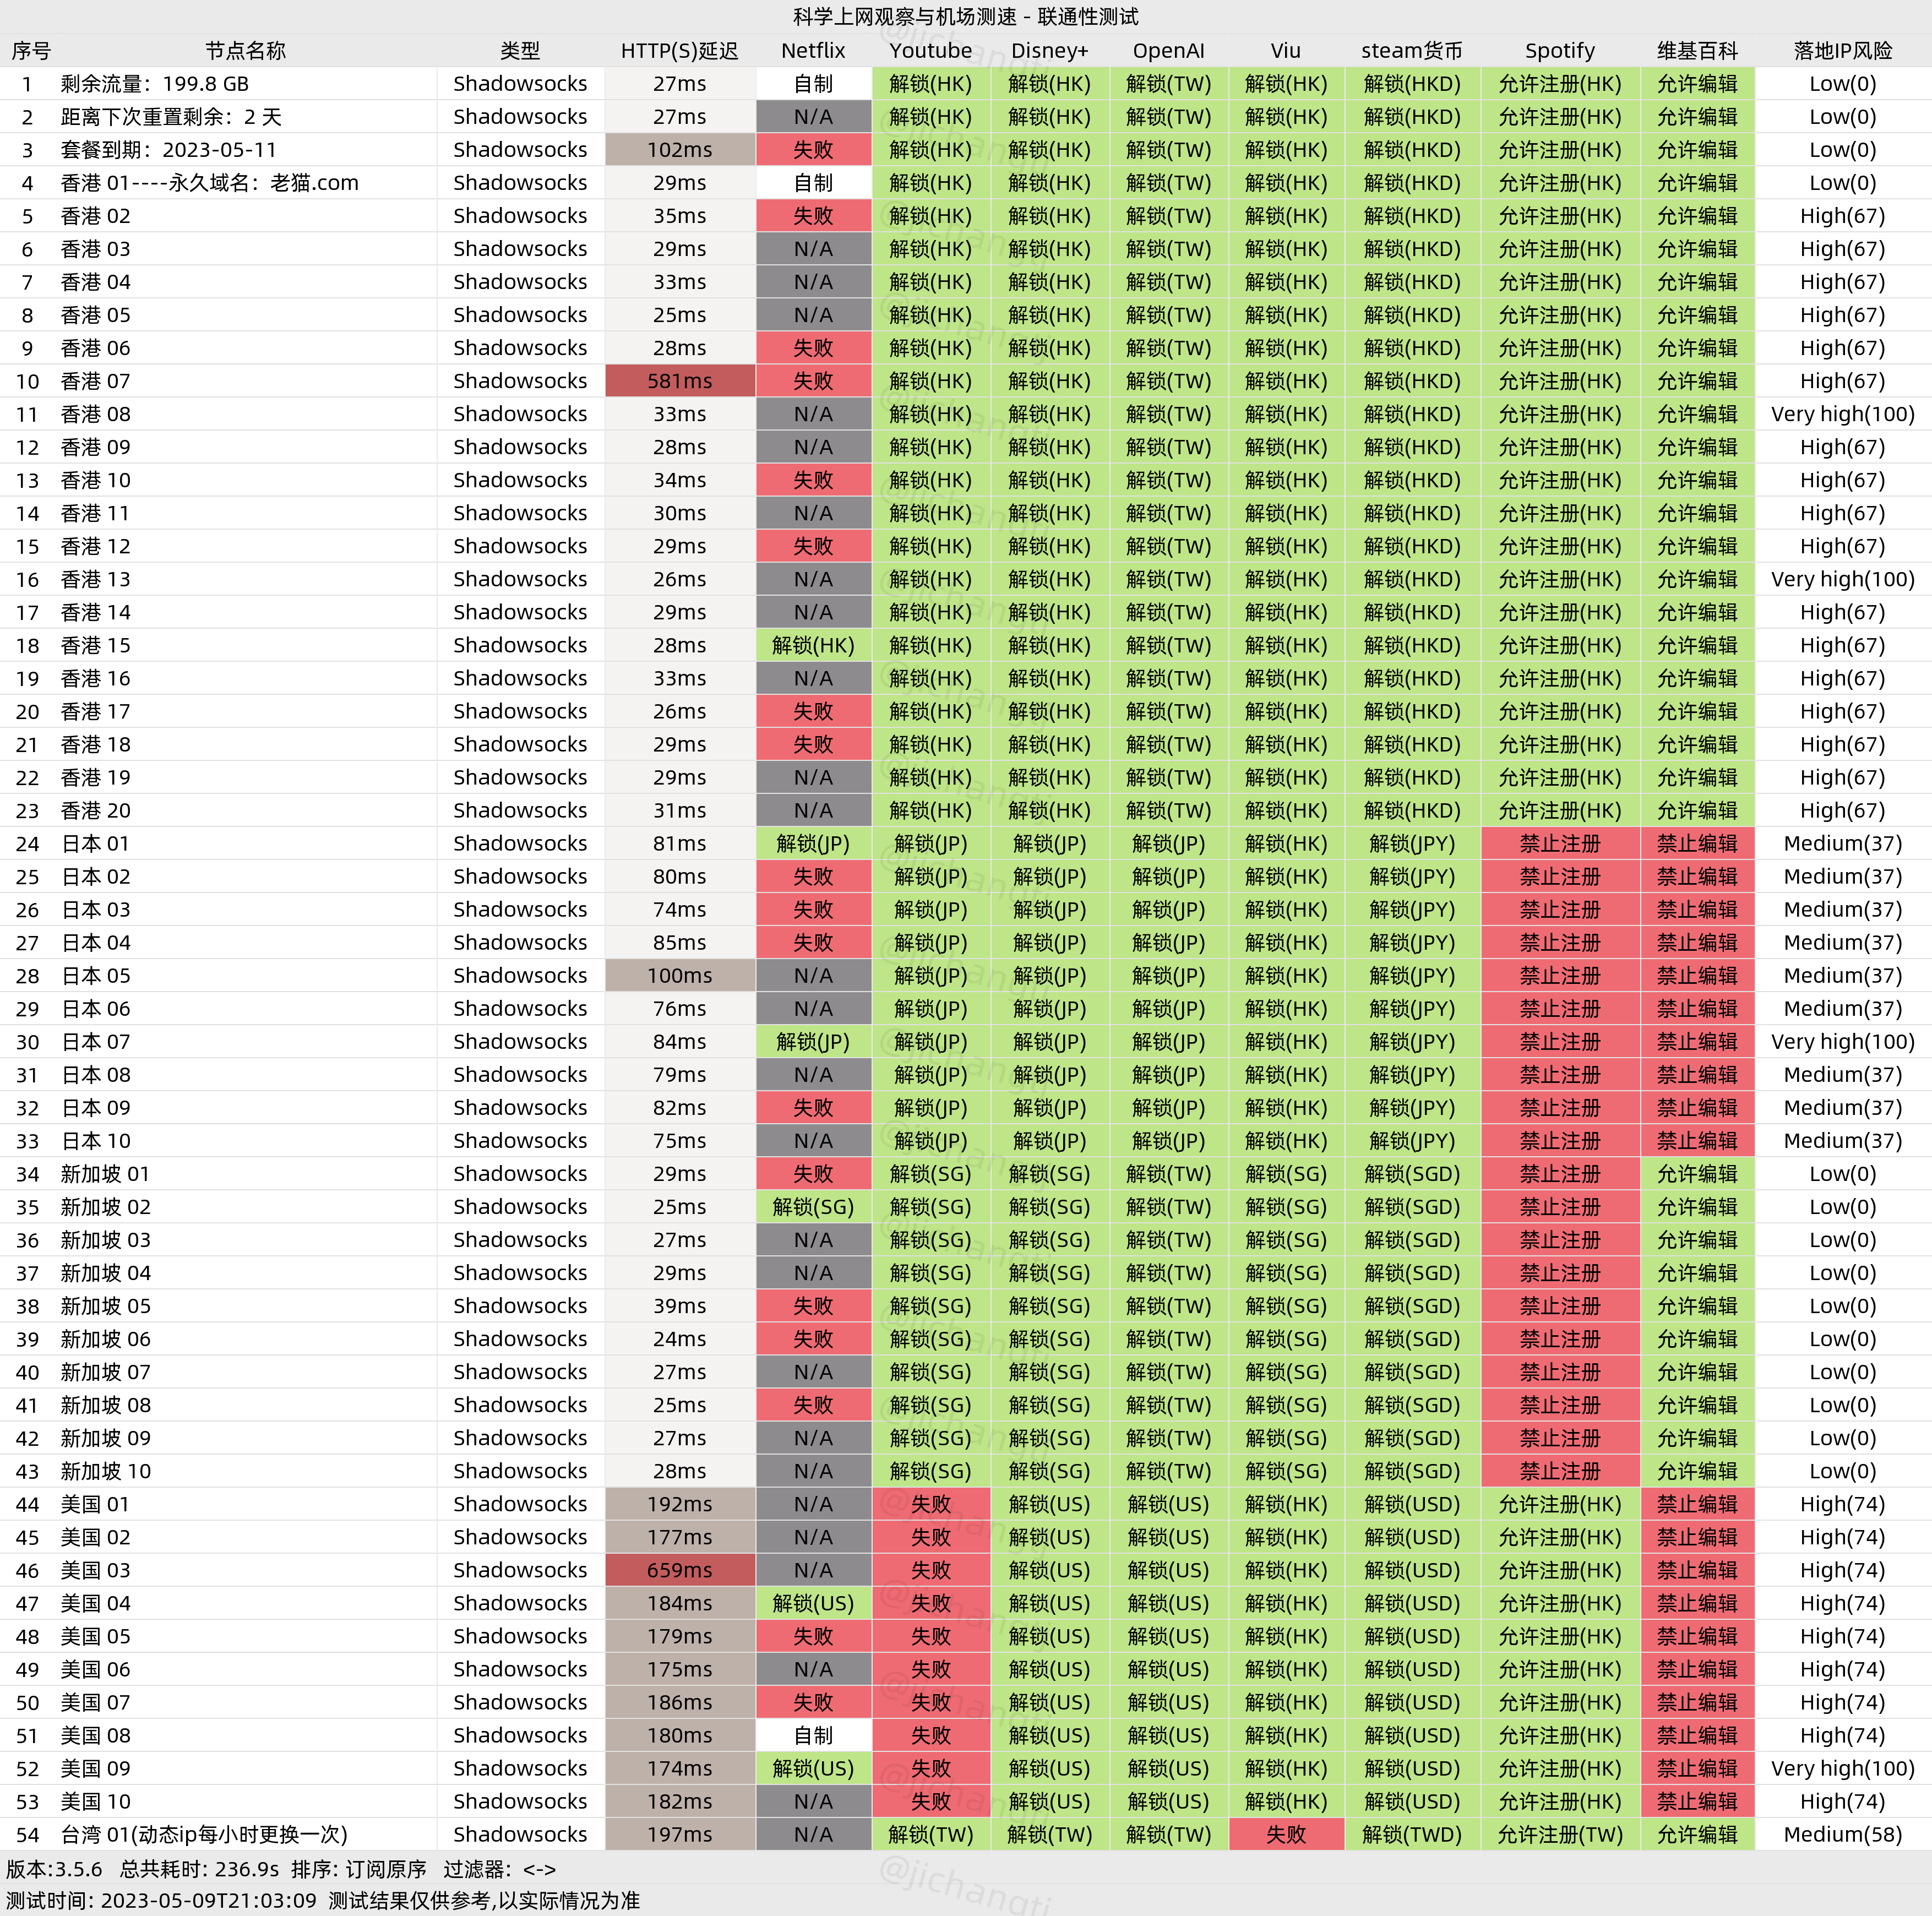 科学上网观察与机场测速 - 联通性测试
序号 节点名称 类型 HTTP(S)延迟 Netflix Youtube Disney+ OpenAI Viu steam货币 Spotify 维基百科 落地IP风险
1 剩余流量：199.8 GB Shadowsocks 27ms 自制 解锁(HK) 解锁(HK) 解锁(TW) 解锁(HK) 解锁(HKD) 允许注册(HK) 允许编辑 Low(0)
2 距离下次重置剩余：2 天 Shadowsocks 27ms N/A 解锁(HK) 解锁(HK) 解锁(TW) 解锁(HK) 解锁(HKD) 允许注册(HK) 允许编辑 Low(0)
3 套餐到期：2023-05-11 Shadowsocks 102ms 失败 解锁(HK) 解锁(HK) 解锁(TW) 解锁(HK) 解锁(HKD) 允许注册(HK) 允许编辑 Low(0)
4 香港 01----永久域名：老猫.com Shadowsocks 29ms 自制 解锁(HK) 解锁(HK) 解锁(TW) 解锁(HK) 解锁(HKD) 允许注册(HK) 允许编辑 Low(0)
5 香港 02 Shadowsocks 35ms 失败 解锁(HK) 解锁(HK) 解锁(TW) 解锁(HK) 解锁(HKD) 允许注册(HK) 允许编辑 High(67)
6 香港 03 Shadowsocks 29ms N/A 解锁(HK) 解锁(HK) 解锁(TW) 解锁(HK) 解锁(HKD) 允许注册(HK) 允许编辑 High(67)
7 香港 04 Shadowsocks 33ms N/A 解锁(HK) 解锁(HK) 解锁(TW) 解锁(HK) 解锁(HKD) 允许注册(HK) 允许编辑 High(67)
8 香港 05 Shadowsocks 25ms N/A 解锁(HK) 解锁(HK) 解锁(TW) 解锁(HK) 解锁(HKD) 允许注册(HK) 允许编辑 High(67)
9 香港 06 Shadowsocks 28ms 失败 解锁(HK) 解锁(HK) 解锁(TW) 解锁(HK) 解锁(HKD) 允许注册(HK) 允许编辑 High(67)
10 香港 07 Shadowsocks 581ms 失败 解锁(HK) 解锁(HK) 解锁(TW) 解锁(HK) 解锁(HKD) 允许注册(HK) 允许编辑 High(67)
11 香港 08 Shadowsocks 33ms N/A 解锁(HK) 解锁(HK) 解锁(TW) 解锁(HK) 解锁(HKD) 允许注册(HK) 允许编辑 Very high(100)
12 香港 09 Shadowsocks 28ms N/A 解锁(HK) 解锁(HK) 解锁(TW) 解锁(HK) 解锁(HKD) 允许注册(HK) 允许编辑 High(67)
13 香港 10 Shadowsocks 34ms 失败 解锁(HK) 解锁(HK) 解锁(TW) 解锁(HK) 解锁(HKD) 允许注册(HK) 允许编辑 High(67)
14 香港 11 Shadowsocks 30ms N/A 解锁(HK) 解锁(HK) 解锁(TW) 解锁(HK) 解锁(HKD) 允许注册(HK) 允许编辑 High(67)
15 香港 12 Shadowsocks 29ms 失败 解锁(HK) 解锁(HK) 解锁(TW) 解锁(HK) 解锁(HKD) 允许注册(HK) 允许编辑 High(67)
16 香港 13 Shadowsocks 26ms N/A 解锁(HK) 解锁(HK) 解锁(TW) 解锁(HK) 解锁(HKD) 允许注册(HK) 允许编辑 Very high(100)
17 香港 14 Shadowsocks 29ms N/A 解锁(HK) 解锁(HK) 解锁(TW) 解锁(HK) 解锁(HKD) 允许注册(HK) 允许编辑 High(67)
18 香港 15 Shadowsocks 28ms 解锁(HK) 解锁(HK) 解锁(HK) 解锁(TW) 解锁(HK) 解锁(HKD) 允许注册(HK) 允许编辑 High(67)
19 香港 16 Shadowsocks 33ms N/A 解锁(HK) 解锁(HK) 解锁(TW) 解锁(HK) 解锁(HKD) 允许注册(HK) 允许编辑 High(67)
20 香港 17 Shadowsocks 26ms 失败 解锁(HK) 解锁(HK) 解锁(TW) 解锁(HK) 解锁(HKD) 允许注册(HK) 允许编辑 High(67)
21 香港 18 Shadowsocks 29ms 失败 解锁(HK) 解锁(HK) 解锁(TW) 解锁(HK) 解锁(HKD) 允许注册(HK) 允许编辑 High(67)
22 香港 19 Shadowsocks 29ms N/A 解锁(HK) 解锁(HK) 解锁(TW) 解锁(HK) 解锁(HKD) 允许注册(HK) 允许编辑 High(67)
23 香港 20 Shadowsocks 31ms N/A 解锁(HK) 解锁(HK) 解锁(TW) 解锁(HK) 解锁(HKD) 允许注册(HK) 允许编辑 High(67)
24 日本 01 Shadowsocks 81ms 解锁(JP) 解锁(JP) 解锁(JP) 解锁(JP) 解锁(HK) 解锁(JPY) 禁止注册 禁止编辑 Medium(37)
25 日本 02 Shadowsocks 80ms 失败 解锁(JP) 解锁(JP) 解锁(JP) 解锁(HK) 解锁(JPY) 禁止注册 禁止编辑 Medium(37)
26 日本 03 Shadowsocks 74ms 失败 解锁(JP) 解锁(JP) 解锁(JP) 解锁(HK) 解锁(JPY) 禁止注册 禁止编辑 Medium(37)
27 日本 04 Shadowsocks 85ms 失败 解锁(JP) 解锁(JP) 解锁(JP) 解锁(HK) 解锁(JPY) 禁止注册 禁止编辑 Medium(37)
28 日本 05 Shadowsocks 100ms N/A 解锁(JP) 解锁(JP) 解锁(JP) 解锁(HK) 解锁(JPY) 禁止注册 禁止编辑 Medium(37)
29 日本 06 Shadowsocks 76ms N/A 解锁(JP) 解锁(JP) 解锁(JP) 解锁(HK) 解锁(JPY) 禁止注册 禁止编辑 Medium(37)
30 日本 07 Shadowsocks 84ms 解锁(JP) 解锁(JP) 解锁(JP) 解锁(JP) 解锁(HK) 解锁(JPY) 禁止注册 禁止编辑 Very high(100)
31 日本 08 Shadowsocks 79ms N/A 解锁(JP) 解锁(JP) 解锁(JP) 解锁(HK) 解锁(JPY) 禁止注册 禁止编辑 Medium(37)
32 日本 09 Shadowsocks 82ms 失败 解锁(JP) 解锁(JP) 解锁(JP) 解锁(HK) 解锁(JPY) 禁止注册 禁止编辑 Medium(37)
33 日本 10 Shadowsocks 75ms N/A 解锁(JP) 解锁(JP) 解锁(JP) 解锁(HK) 解锁(JPY) 禁止注册 禁止编辑 Medium(37)
34 新加坡 01 Shadowsocks 29ms 失败 解锁(SG) 解锁(SG) 解锁(TW) 解锁(SG) 解锁(SGD) 禁止注册 允许编辑 Low(0)
35 新加坡 02 Shadowsocks 25ms 解锁(SG) 解锁(SG) 解锁(SG) 解锁(TW) 解锁(SG) 解锁(SGD) 禁止注册 允许编辑 Low(0)
36 新加坡 03 Shadowsocks 27ms N/A 解锁(SG) 解锁(SG) 解锁(TW) 解锁(SG) 解锁(SGD) 禁止注册 允许编辑 Low(0)
37 新加坡 04 Shadowsocks 29ms N/A 解锁(SG) 解锁(SG) 解锁(TW) 解锁(SG) 解锁(SGD) 禁止注册 允许编辑 Low(0)
38 新加坡 05 Shadowsocks 39ms 失败 解锁(SG) 解锁(SG) 解锁(TW) 解锁(SG) 解锁(SGD) 禁止注册 允许编辑 Low(0)
39 新加坡 06 Shadowsocks 24ms 失败 解锁(SG) 解锁(SG) 解锁(TW) 解锁(SG) 解锁(SGD) 禁止注册 允许编辑 Low(0)
40 新加坡 07 Shadowsocks 27ms N/A 解锁(SG) 解锁(SG) 解锁(TW) 解锁(SG) 解锁(SGD) 禁止注册 允许编辑 Low(0)
41 新加坡 08 Shadowsocks 25ms 失败 解锁(SG) 解锁(SG) 解锁(TW) 解锁(SG) 解锁(SGD) 禁止注册 允许编辑 Low(0)
42 新加坡 09 Shadowsocks 27ms N/A 解锁(SG) 解锁(SG) 解锁(TW) 解锁(SG) 解锁(SGD) 禁止注册 允许编辑 Low(0)
43 新加坡 10 Shadowsocks 28ms N/A 解锁(SG) 解锁(SG) 解锁(TW) 解锁(SG) 解锁(SGD) 禁止注册 允许编辑 Low(0)
44 美国 01 Shadowsocks 192ms N/A 失败 解锁(US) 解锁(US) 解锁(HK) 解锁(USD) 允许注册(HK) 禁止编辑 High(74)
45 美国 02 Shadowsocks 177ms N/A 失败 解锁(US) 解锁(US) 解锁(HK) 解锁(USD) 允许注册(HK) 禁止编辑 High(74)
46 美国 03 Shadowsocks 659ms N/A 失败 解锁(US) 解锁(US) 解锁(HK) 解锁(USD) 允许注册(HK) 禁止编辑 High(74)
47 美国 04 Shadowsocks 184ms 解锁(US) 失败 解锁(US) 解锁(US) 解锁(HK) 解锁(USD) 允许注册(HK) 禁止编辑 High(74)
48 美国 05 Shadowsocks 179ms 失败 失败 解锁(US) 解锁(US) 解锁(HK) 解锁(USD) 允许注册(HK) 禁止编辑 High(74)
49 美国 06 Shadowsocks 175ms N/A 失败 解锁(US) 解锁(US) 解锁(HK) 解锁(USD) 允许注册(HK) 禁止编辑 High(74)
50 美国 07 Shadowsocks 186ms 失败 失败 解锁(US) 解锁(US) 解锁(HK) 解锁(USD) 允许注册(HK) 禁止编辑 High(74)
51 美国 08 Shadowsocks 180ms 自制 失败 解锁(US) 解锁(US) 解锁(HK) 解锁(USD) 允许注册(HK) 禁止编辑 High(74)
52 美国 09 Shadowsocks 174ms 解锁(US) 失败 解锁(US) 解锁(US) 解锁(HK) 解锁(USD) 允许注册(HK) 禁止编辑 Very high(100)
53 美国 10 Shadowsocks 182ms N/A 失败 解锁(US) 解锁(US) 解锁(HK) 解锁(USD) 允许注册(HK) 禁止编辑 High(74)
54 台湾 01(动态ip每小时更换一次) Shadowsocks 197ms N/A 解锁(TW) 解锁(TW) 解锁(TW) 失败 解锁(TWD) 允许注册(TW) 允许编辑 Medium(58)
版本:3.5.6 总共耗时: 236.9s 排序: 订阅原序 过滤器: <->
测试时间: 2023-05-09T21:03:09 测试结果仅供参考,以实际情况为准
@jichangti